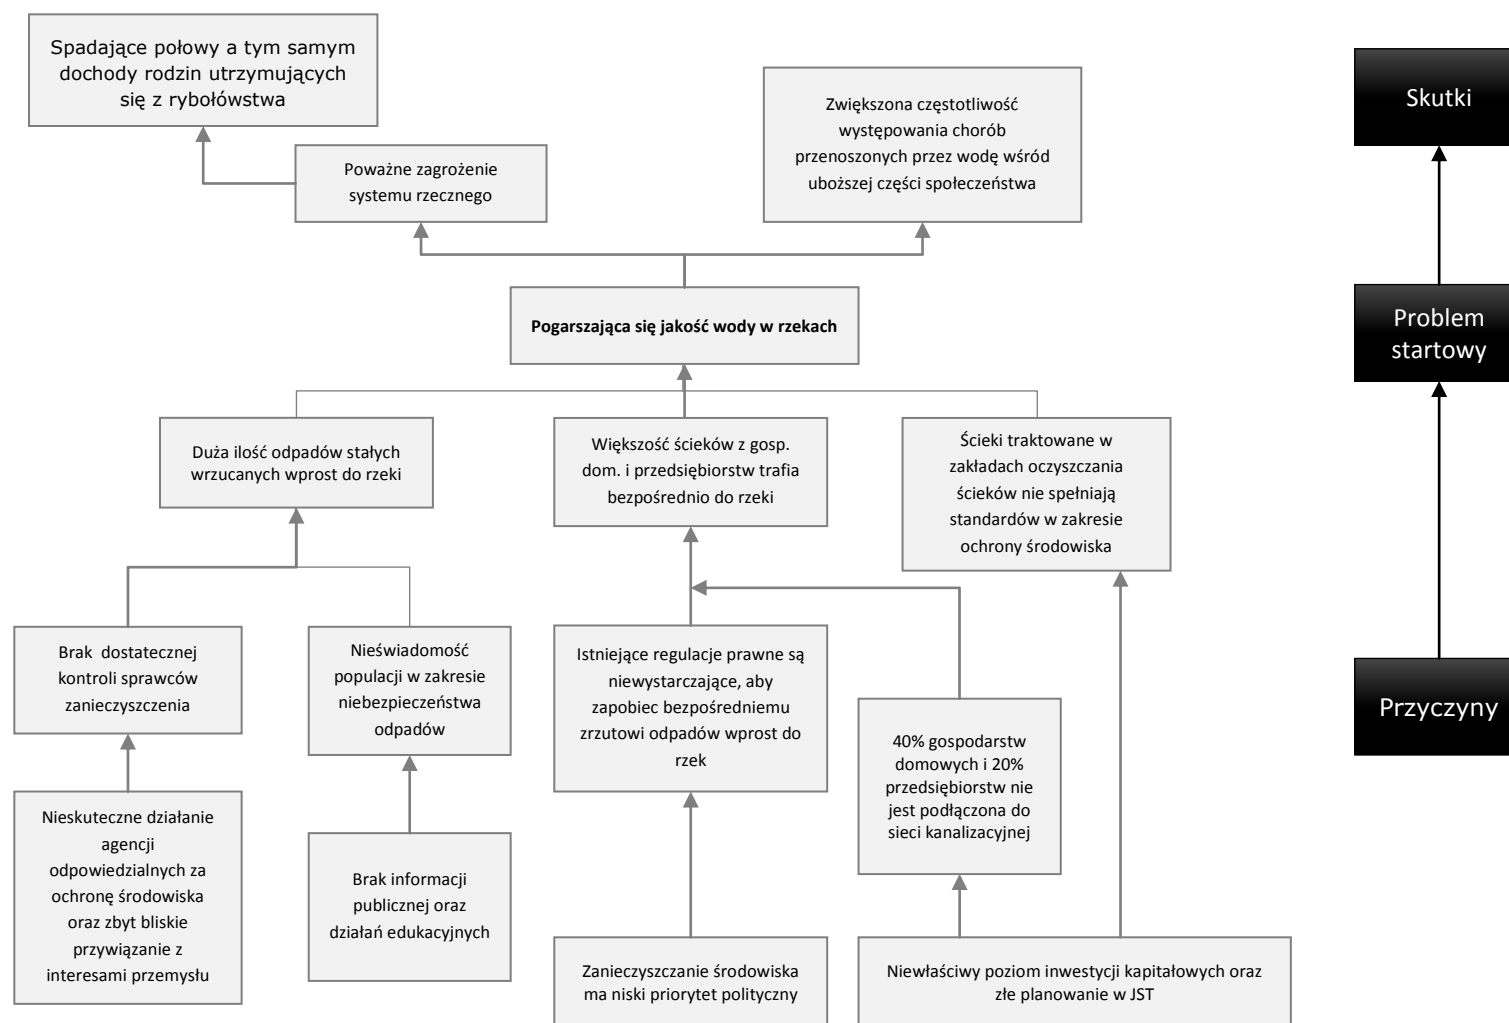 Spadające połowy a tym samym
dochody rodzin utrzymujących
się z rybołówstwa
Zwiększona częstotliwość
występowania chorób
przenoszonych przez wodę wśród
uboższej części społeczeństwa
Skutki
Poważne zagrożenie
systemu rzecznego
Pogarszająca się jakość wody w rzekach
Problem
startowy
Duża ilość odpadów stałych
wrzucanych wprost do rzeki
Większość ścieków z gosp.
dom. i przedsiębiorstw trafia
bezpośrednio do rzeki
Ścieki traktowane w
zakładach oczyszczania
ścieków nie spełniają
standardów w zakresie
ochrony środowiska
Brak dostatecznej
kontroli sprawców
zanieczyszczenia
Nieświadomość
populacji w zakresie
niebezpieczeństwa
odpadów
Istniejące regulacje prawne są
niewystarczające, aby
zapobiec bezpośredniemu
zrzutowi odpadów wprost do
rzek
40% gospodarstw
domowych i 20%
przedsiębiorstw nie
jest podłączona do
sieci kanalizacyjnej
Przyczyny
Nieskuteczne działanie
agencji
odpowiedzialnych za
ochronę środowiska
oraz zbyt bliskie
przywiązanie z
interesami przemysłu
Brak informacji
publicznej oraz
działań edukacyjnych
Zanieczyszczanie środowiska
ma niski priorytet polityczny
Niewłaściwy poziom inwestycji kapitałowych oraz
złe planowanie w JST